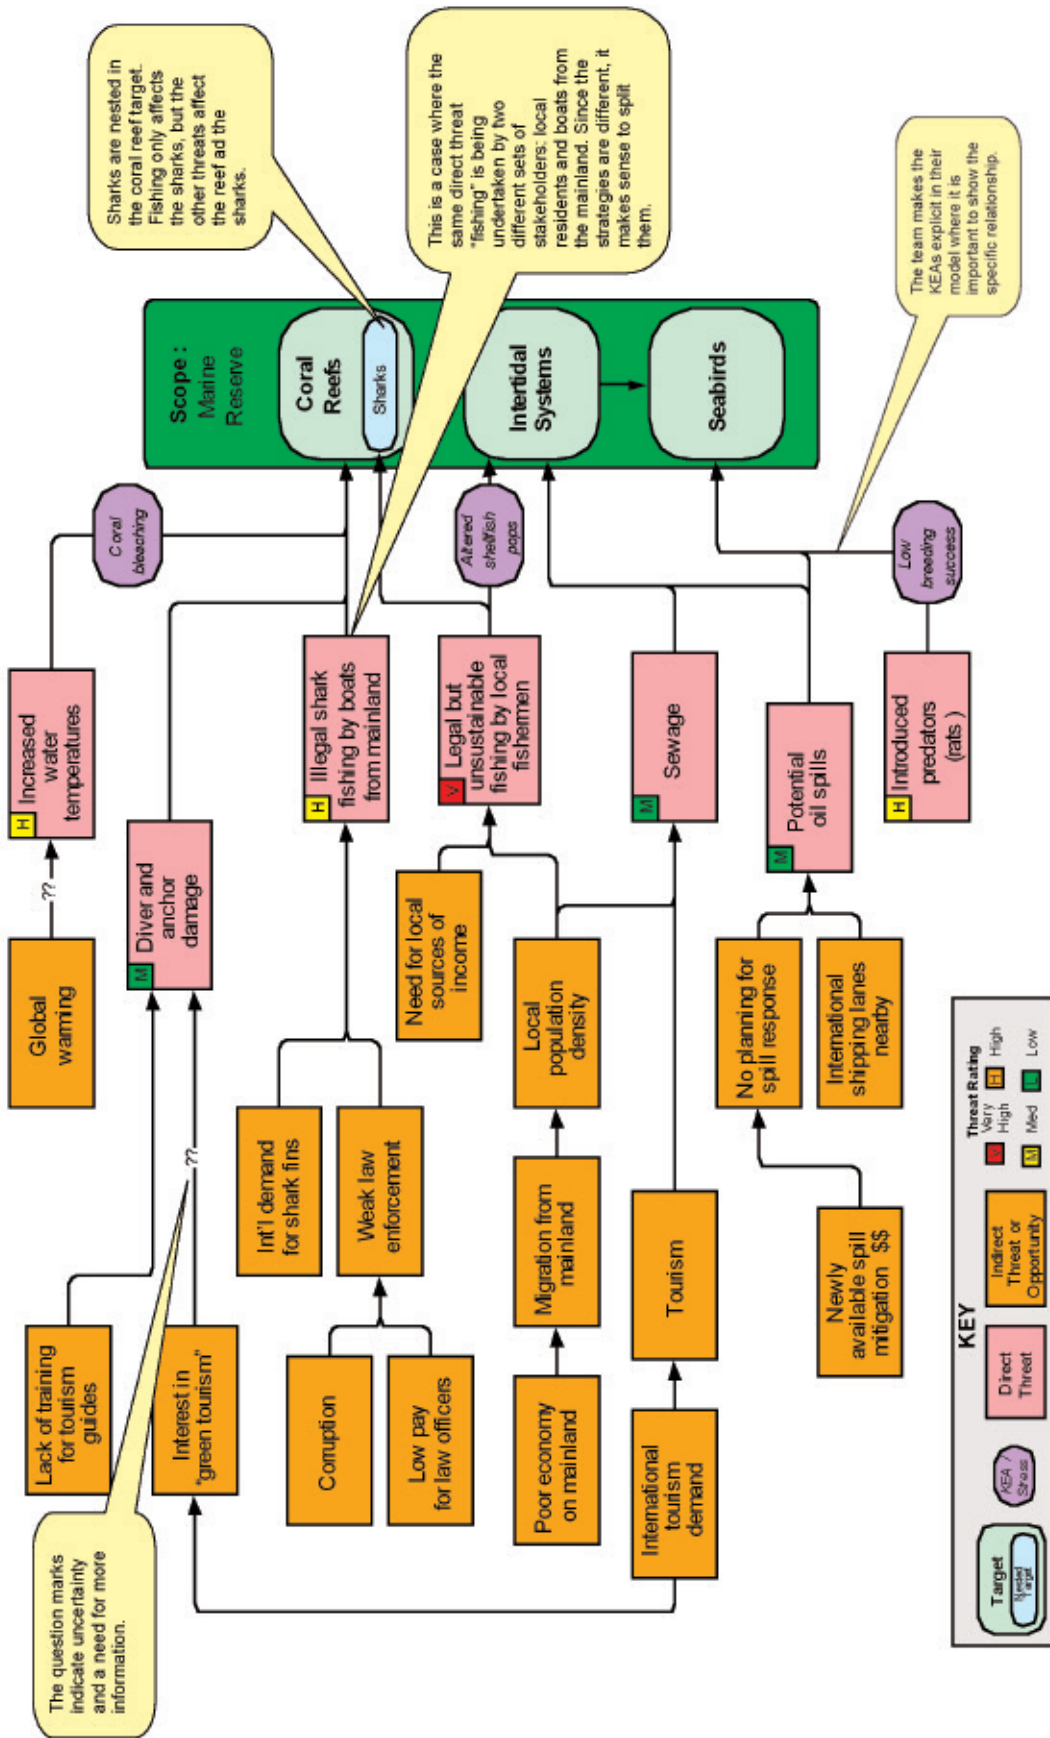 The question marks
indicate uncertainty
and a need for more
information.
Sharks are nested in
the coral reef target.
Fishing only affects
the sharks, but the
other threats affect
the reef ad the
sharks.
This is a case where the
same direct threat
"fishing" is being
undertaken by two
different sets of
stakeholders: local
residents and boats from
the mainland. Since the
strategies are different, it
makes sense to split
them.
The team makes the
KEAs explicit in their
model where it is
important to show the
specific relationship.
Global
warming
??
H
Increased
water
temperatures
Coral
bleaching
Lack of training
for tourism
guides
Interest in
"green tourism"
??
M
Diver and
anchor
damage
Corruption
Low pay
for law officers
Int'l demand
for shark fins
Weak law
enforcement
H
Illegal shark
fishing by boats
from mainland
Need for local
sources of
income
V
Legal but
unsustainable
fishing by local
fishermen
Altered
shellfish
pops
Poor economy
on mainland
Migration from
mainland
Local
population
density
International
tourism
demand
Tourism
M
Sewage
Newly
available spill
mitigation $$
No planning for
spill response
International
shipping lanes
nearby
M
Potential
oil spills
H
Introduced
predators
(rats )
Low
breeding
success
Scope :
Marine
Reserve
Coral
Reefs
Sharks
Intertidal
Systems
Seabirds
KEY
Target
Nested
Target
KEA /
Stress
Direct
Threat
Indirect
Threat or
Opportunity
Threat Rating
V
Very
High
H
High
M
Med
L
Low